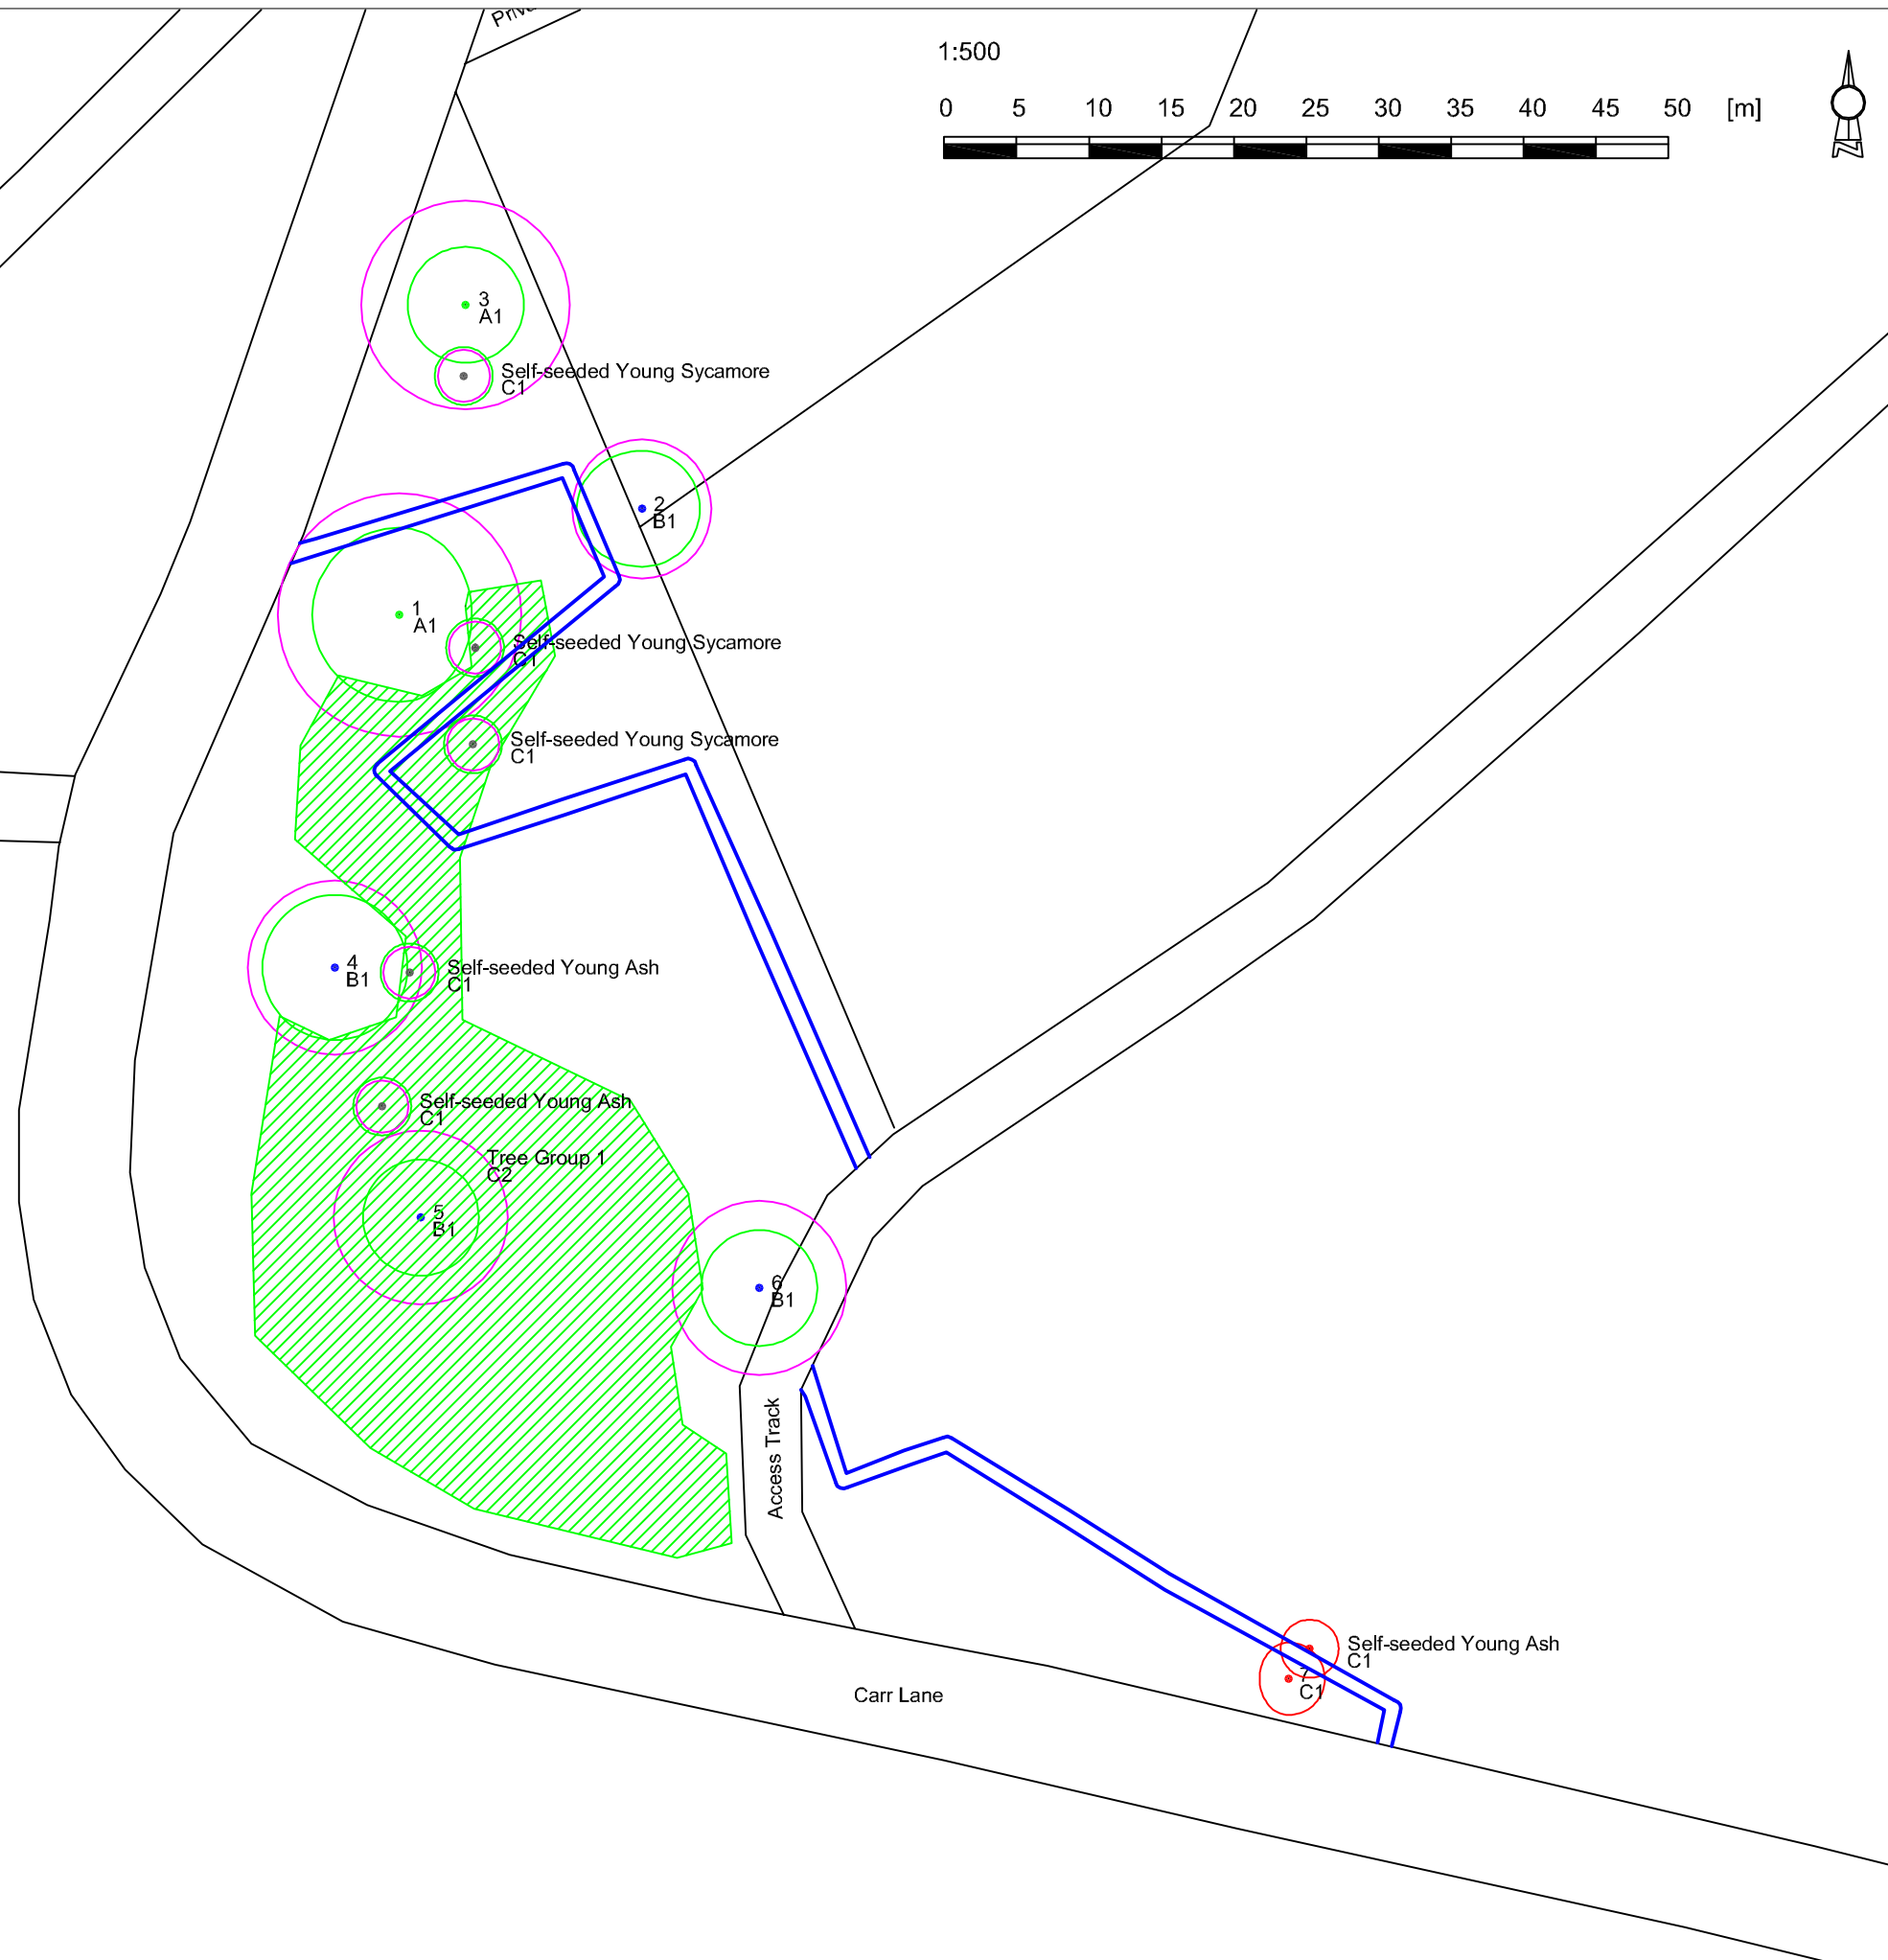 1:500
0 5 10 15 20 25 30 35 40 45 50 [m]
N
3
A1
Self-seeded Young Sycamore
C1
2
B1
1
A1
Self-seeded Young Sycamore
C1
Self-seeded Young Sycamore
C1
4
B1
Self-seeded Young Ash
C1
Self-seeded Young Ash
C1
Tree Group 1
C2
5
B1
6
B1
Access Track
Self-seeded Young Ash
C1
7
C1
Carr Lane